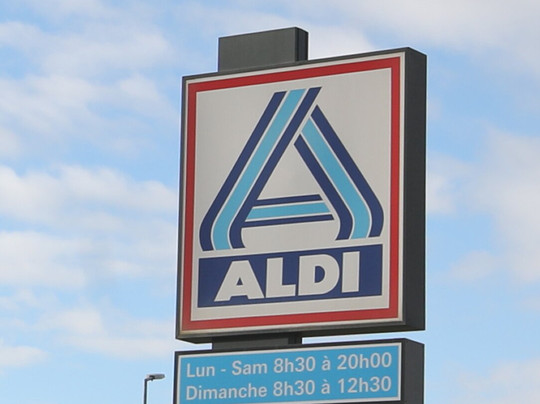 ALDI
Lun - Sam 8h30 à 20h00
Dimanche 8h30 à 12h30